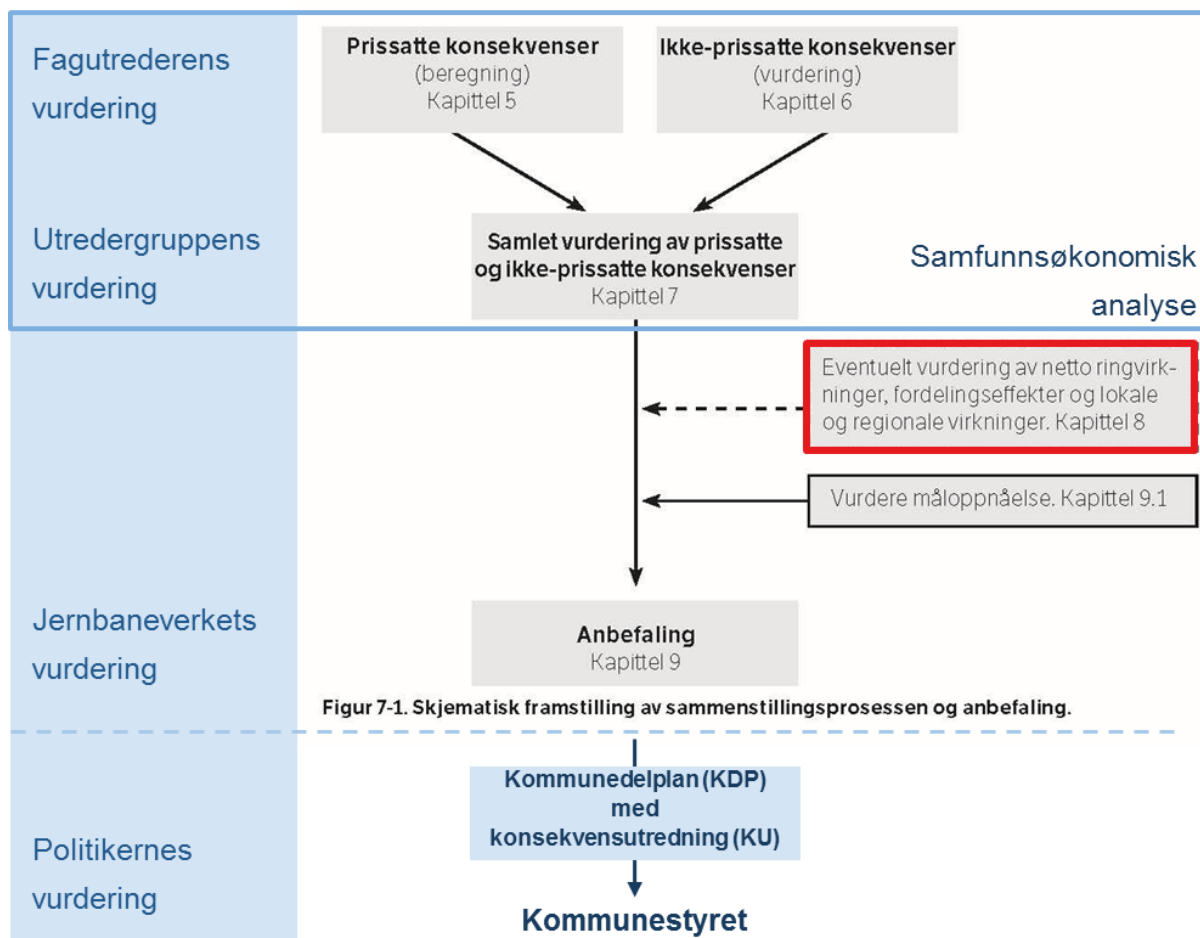 Fagutrederens
vurdering
Prissatte konsekvenser
(beregning)
Kapittel 5
Ikke-prissatte konsekvenser
(vurdering)
Kapittel 6
Utredergruppens
vurdering
Samlet vurdering av prissatte
og ikke-prissatte konsekvenser
Kapittel 7
Samfunnsøkonomisk
analyse
Eventuelt vurdering av netto ringvirk-
ninger, fordelingseffekter og lokale
og regionale virkninger. Kapittel 8
Vurdere måloppnåelse. Kapittel 9.1
Jernbaneverkets
vurdering
Anbefaling
Kapittel 9
Figur 7-1. Skjematisk framstilling av sammenstillingsprosessen og anbefaling.
Politikernes
vurdering
Kommunedelplan (KDP)
med
konsekvensutredning (KU)
Kommunestyret